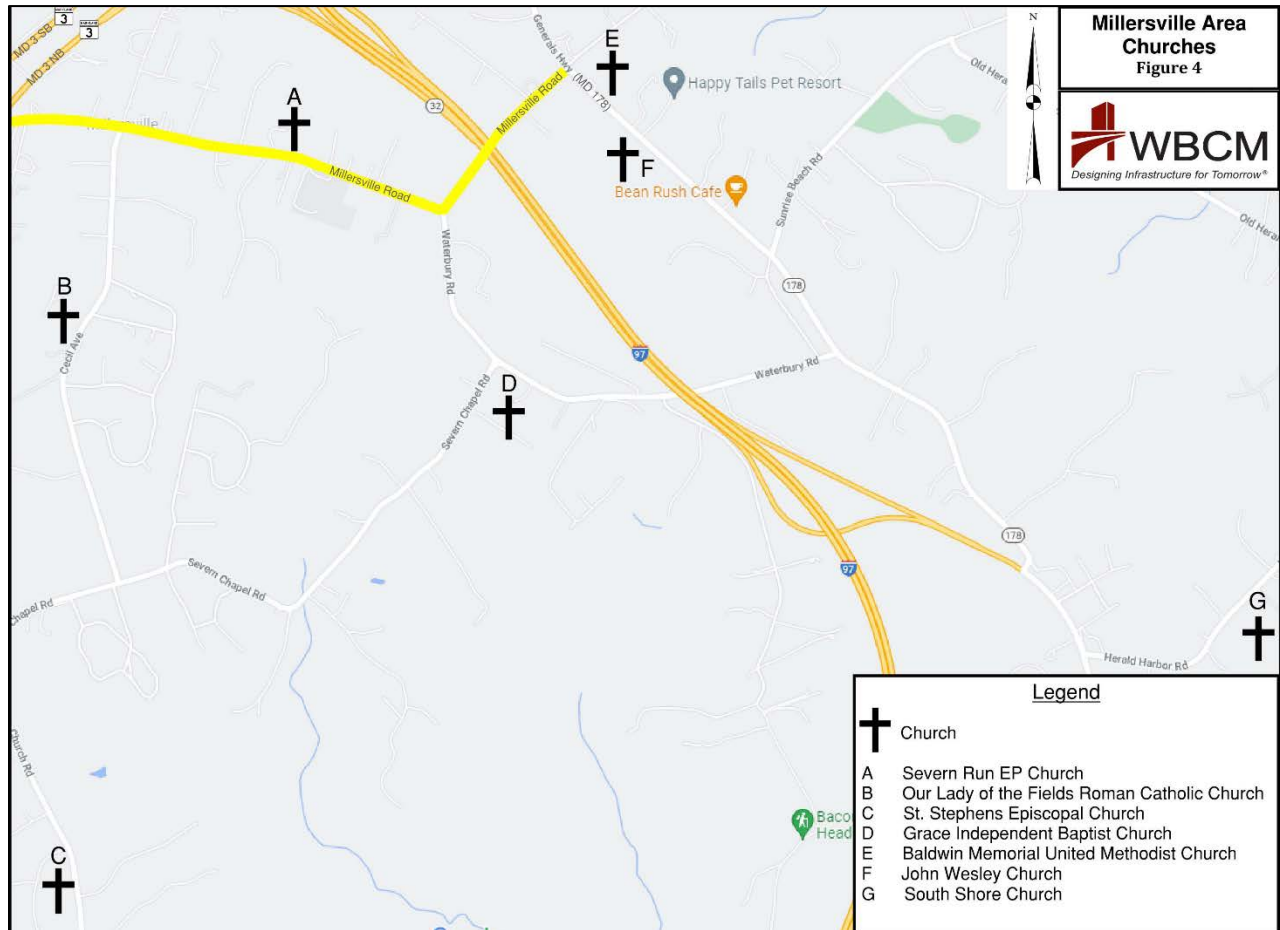 Millersville Area
Churches
Figure 4
N
WBCM
Designing Infrastructure for Tomorrow®
MD 3 SB
3
3
MD 3 NB
Millersville
A
Millersville Road
32
Millersville Road
Generals Hwy (MD 178)
E
Happy Tails Pet Resort
F
Bean Rush Cafe
Sunrise Beach Rd
Old Hera
Old Hera
178
Waterbury Rd
B
Cecil Ave
97
Waterbury Rd
D
Severn Chapel Rd
Severn Chapel Rd
Chapel Rd
178
97
G
Herald Harbor Rd
Church Rd
C
Baco
Head
Legend
Church
A Severn Run EP Church
B Our Lady of the Fields Roman Catholic Church
C St. Stephens Episcopal Church
D Grace Independent Baptist Church
E Baldwin Memorial United Methodist Church
F John Wesley Church
G South Shore Church